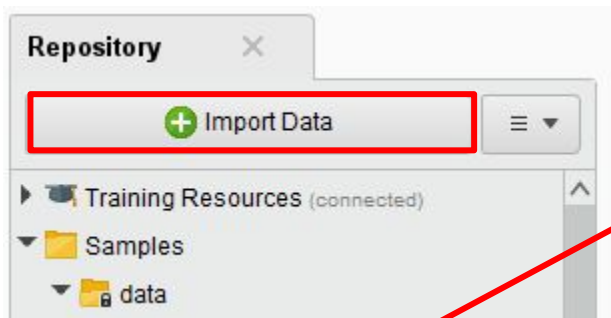 Repository
Import Data
Training Resources (connected)
Samples
data